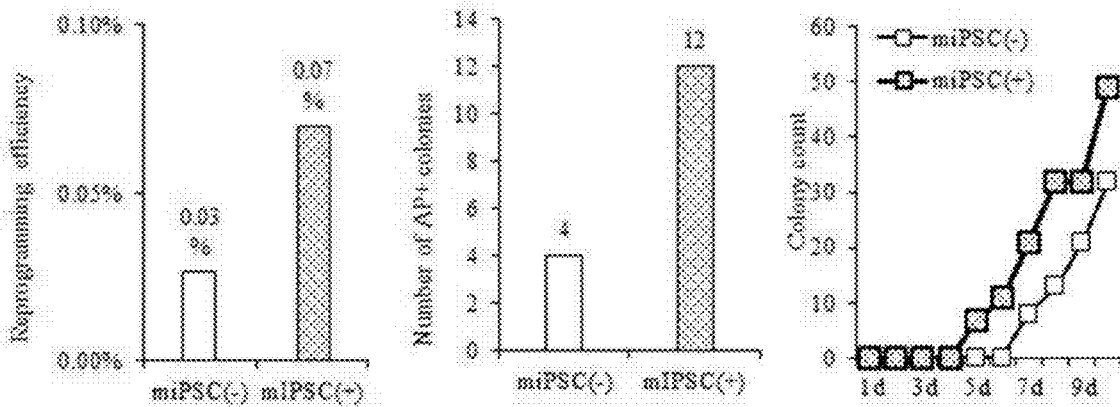 Reprogramming efficiency
0.10%
0.05%
0.00%
0.03
%
0.07
%
miPSC(-)
mIPSC(+)
Number of AP+ colonies
14
12
10
8
6
4
2
0
4
12
miPSC(-)
mIPSC(+)
Colony count
60
50
40
30
20
10
0
miPSC(-)
miPSC(+)
1d 3d 5d 7d 9d